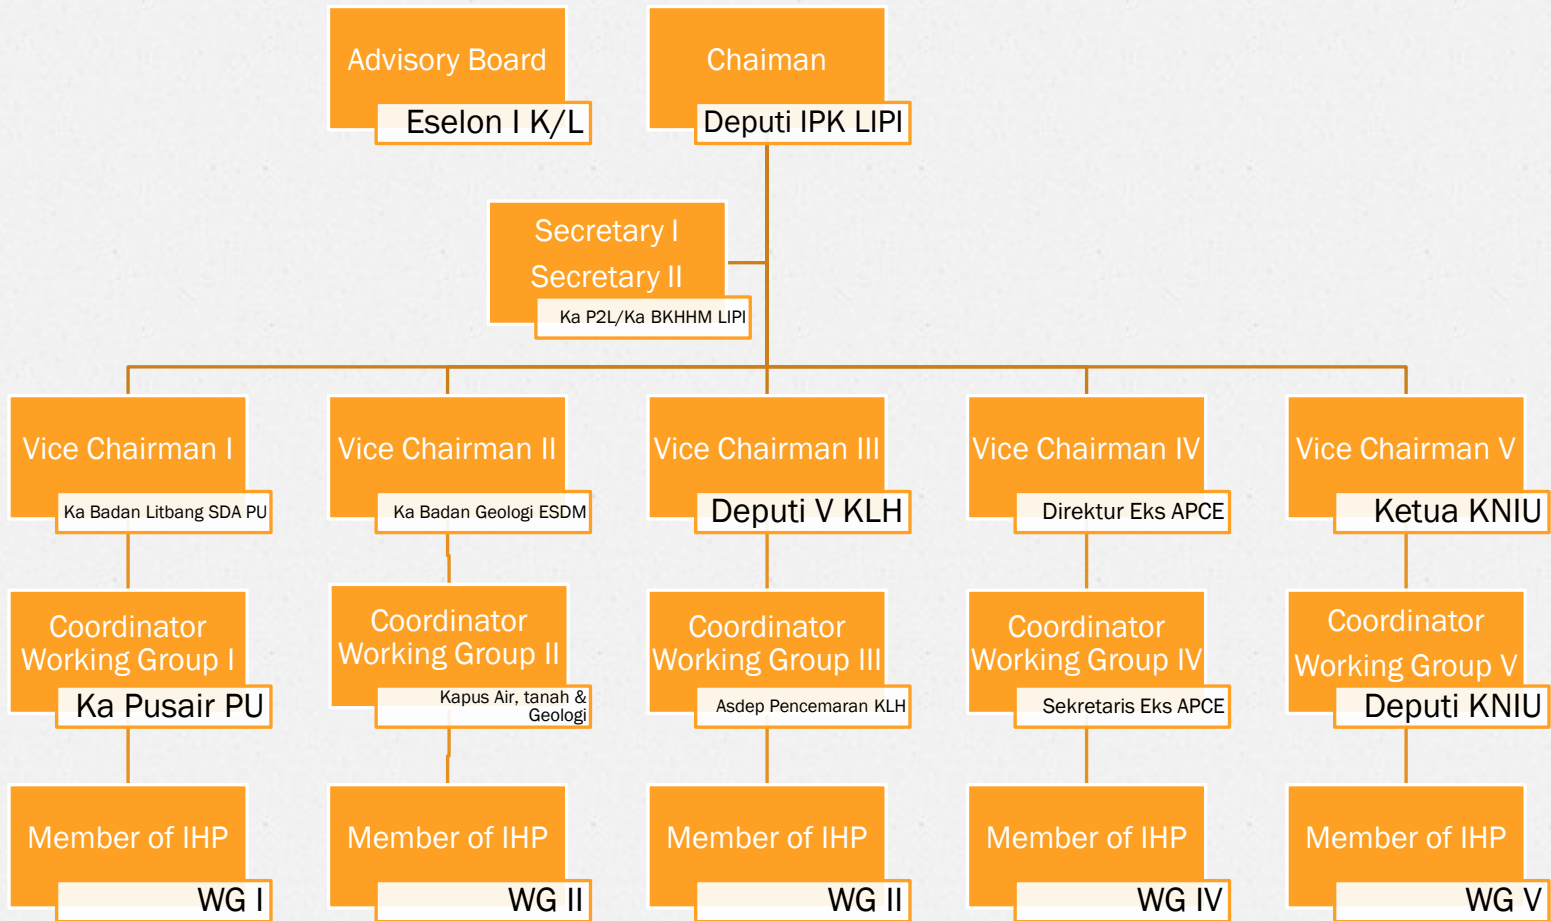 Advisory Board
Eselon I K/L
Chaiman
Deputi IPK LIPI
Secretary I
Secretary II
Ka P2L/Ka BKHHM LIPI
Vice Chairman I
Ka Badan Litbang SDA PU
Vice Chairman II
Ka Badan Geologi ESDM
Vice Chairman III
Deputi V KLH
Vice Chairman IV
Direktur Eks APCE
Vice Chairman V
Ketua KNIU
Coordinator
Working Group I
Ka Pusair PU
Coordinator
Working Group II
Kapus Air, tanah &
Geologi
Coordinator
Working Group III
Asdep Pencemaran KLH
Coordinator
Working Group IV
Sekretaris Eks APCE
Coordinator
Working Group V
Deputi KNIU
Member of IHP
WG I
Member of IHP
WG II
Member of IHP
WG II
Member of IHP
WG IV
Member of IHP
WG V